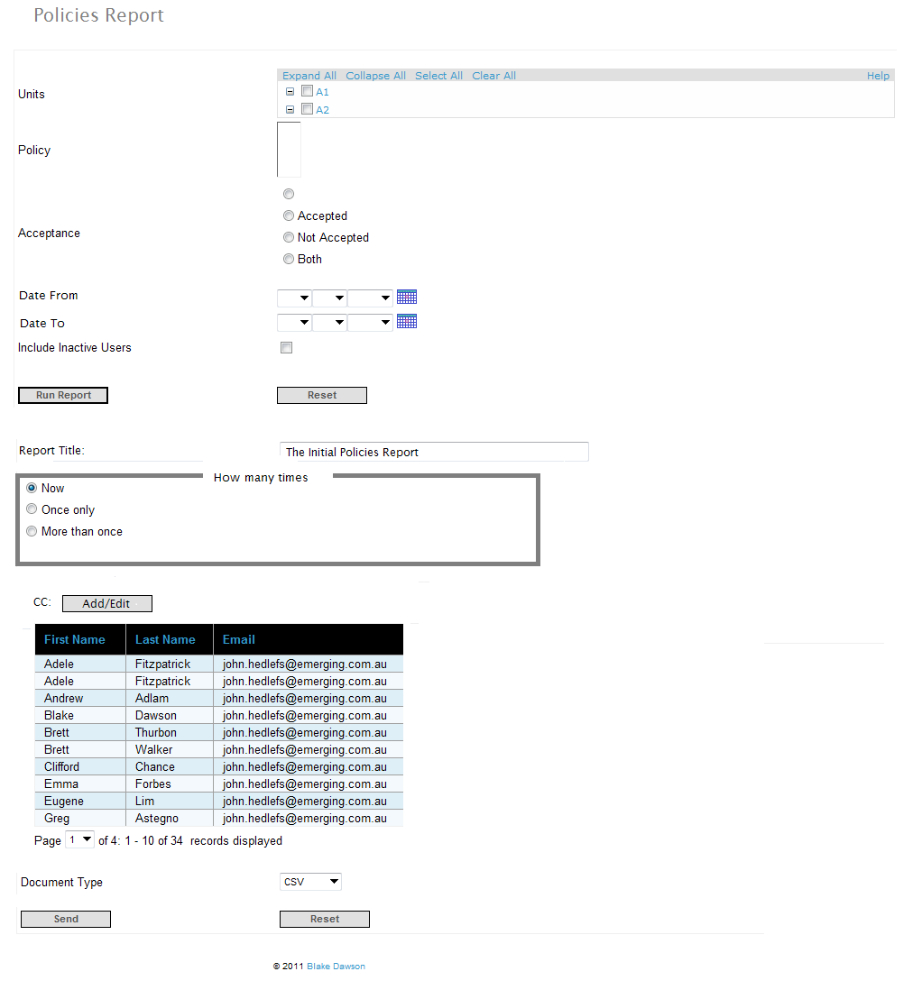 Policies Report
Expand All Collapse All Select All Clear All Help
Units
A1
A2
Policy
Acceptance
Accepted
Not Accepted
Both
Date From
Date To
Include Inactive Users
Run Report Reset
Report Title: The Initial Policies Report
How many times
Now
Once only
More than once
CC: Add/Edit
First Name Last Name Email
Adele Fitzpatrick john.hedlefs@emerging.com.au
Adele Fitzpatrick john.hedlefs@emerging.com.au
Andrew Adlam john.hedlefs@emerging.com.au
Blake Dawson john.hedlefs@emerging.com.au
Brett Thurbon john.hedlefs@emerging.com.au
Brett Walker john.hedlefs@emerging.com.au
Clifford Chance john.hedlefs@emerging.com.au
Emma Forbes john.hedlefs@emerging.com.au
Eugene Lim john.hedlefs@emerging.com.au
Greg Astegno john.hedlefs@emerging.com.au
Page 1 of 4: 1 - 10 of 34 records displayed
Document Type CSV
Send Reset
© 2011 Blake Dawson